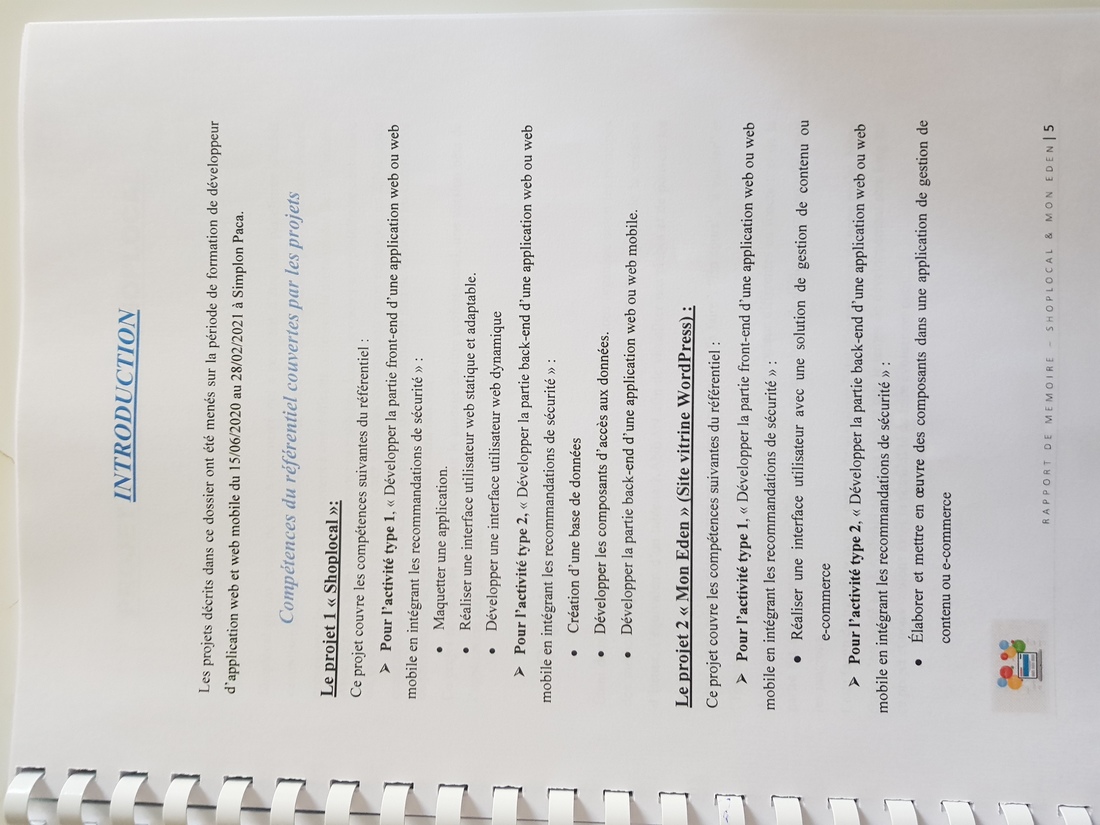 INTRODUCTION
Les projets décrits dans ce dossier ont été menés sur la période de formation de développeur
d'application web et web mobile du 15/06/2020 au 28/02/2021 à Simplon Paca.
Compétences du référentiel couvertes par les projets
Le projet 1 « Shoplocal »:
Ce projet couvre les compétences suivantes du référentiel :
➢ Pour l'activité type 1, « Développer la partie front-end d'une application web ou web
mobile en intégrant les recommandations de sécurité » :
• Maquetter une application.
• Réaliser une interface utilisateur web statique et adaptable.
• Développer une interface utilisateur web dynamique
➢ Pour l'activité type 2, « Développer la partie back-end d'une application web ou web
mobile en intégrant les recommandations de sécurité » :
• Création d'une base de données
• Développer les composants d'accès aux données.
• Développer la partie back-end d'une application web ou web mobile.
Le projet 2 « Mon Eden » (Site vitrine WordPress) :
Ce projet couvre les compétences suivantes du référentiel :
➢ Pour l'activité type 1, « Développer la partie front-end d'une application web ou web
mobile en intégrant les recommandations de sécurité » :
• Réaliser une interface utilisateur avec une solution de gestion de contenu ou
e-commerce
➢ Pour l'activité type 2, « Développer la partie back-end d'une application web ou web
mobile en intégrant les recommandations de sécurité » :
• Élaborer et mettre en œuvre des composants dans une application de gestion de
contenu ou e-commerce
RAPPORT DE MEMOIRE – SHOPLOCAL & MON EDEN | 5